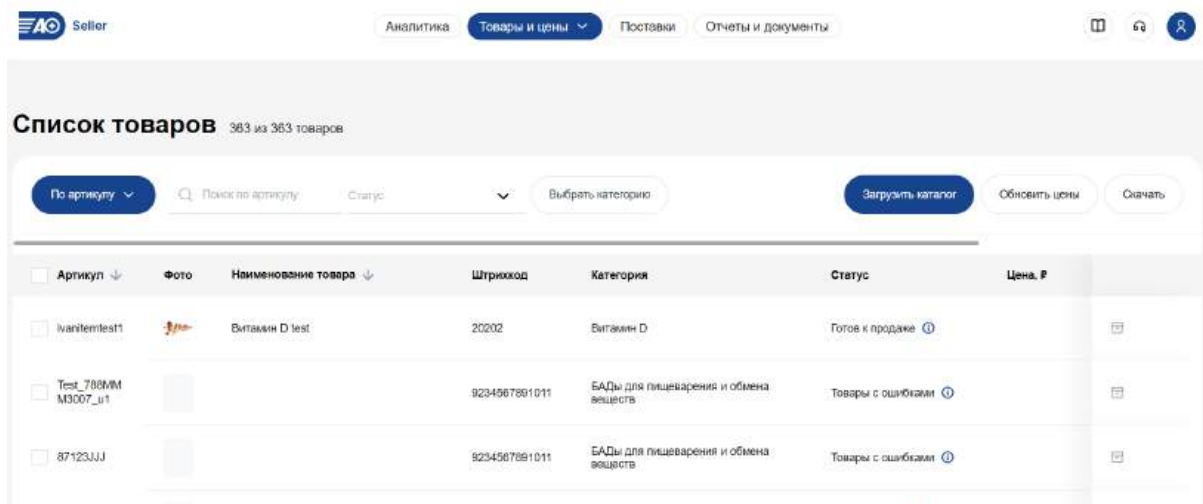 ЕАО Seller
Аналитика Товары и цены Поставки Отчеты и документы
Список товаров 363 из 363 товаров
По артикулу Поиск по артикулу Статус Выбрать категорию Загрузить каталог Обновить цены Скачать
Артикул Фото Наименование товара Штрихкод Категория Статус Цена, ₽
ivanitemtest1 Витамин D test 20202 Витамин D Готов к продаже
Test_788MM
M3007_u1
9234567891011
БАДы для пищеварения и обмена
веществ
Товары с ошибками
87123JJJ
9234567891011
БАДы для пищеварения и обмена
веществ
Товары с ошибками